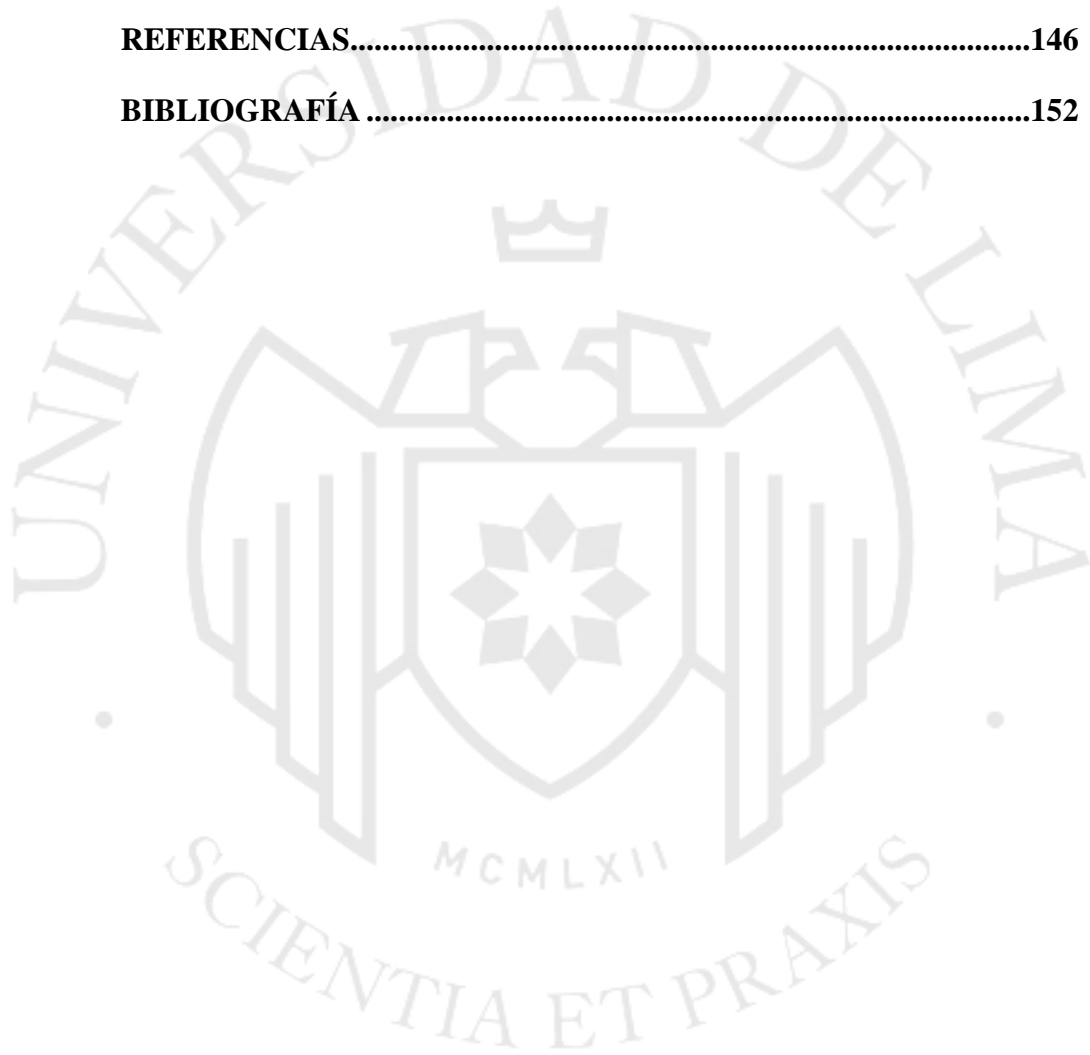 REFERENCIAS..................................................................................146
BIBLIOGRAFÍA ................................................................................152
UNIVERSIDAD DE LIMA
MCMLXII
SCIENTIA ET PRAXIS